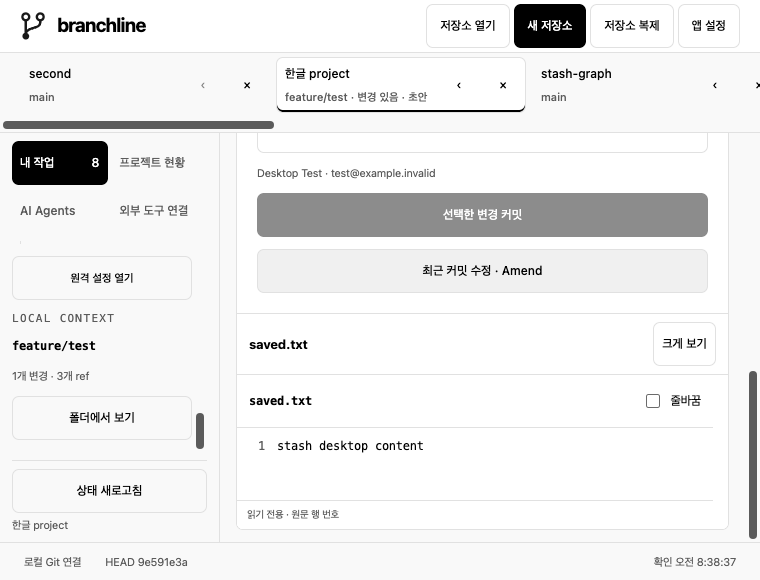 branchline
저장소 열기
새 저장소
저장소 복제
앱 설정
second
main
한글 project
feature/test · 변경 있음 · 초안
stash-graph
main
내 작업 8
프로젝트 현황
AI Agents
외부 도구 연결
원격 설정 열기
LOCAL CONTEXT
feature/test
1개 변경 · 3개 ref
폴더에서 보기
상태 새로고침
한글 project
Desktop Test · test@example.invalid
선택한 변경 커밋
최근 커밋 수정 · Amend
saved.txt
크게 보기
saved.txt
줄바꿈
1 stash desktop content
읽기 전용 · 원문 행 번호
로컬 Git 연결
HEAD 9e591e3a
확인 오전 8:38:37